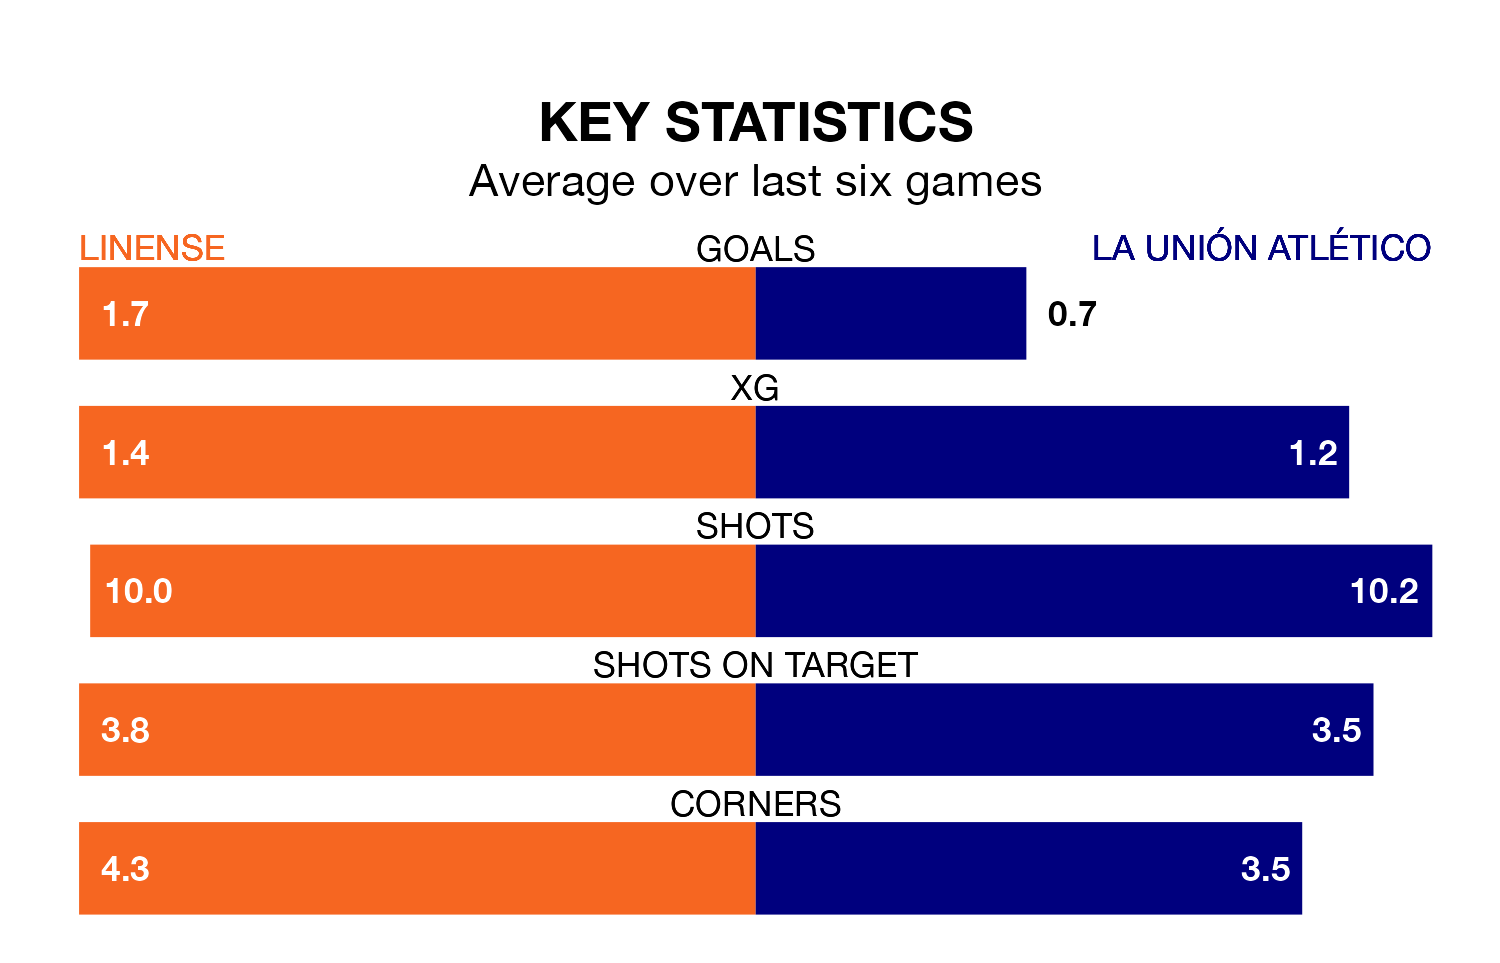 KEY STATISTICS
Average over last six games
LINENSE GOALS LA UNIÓN ATLÉTICO
1.7 0.7
XG
1.4 1.2
SHOTS
10.0 10.2
SHOTS ON TARGET
3.8 3.5
CORNERS
4.3 3.5